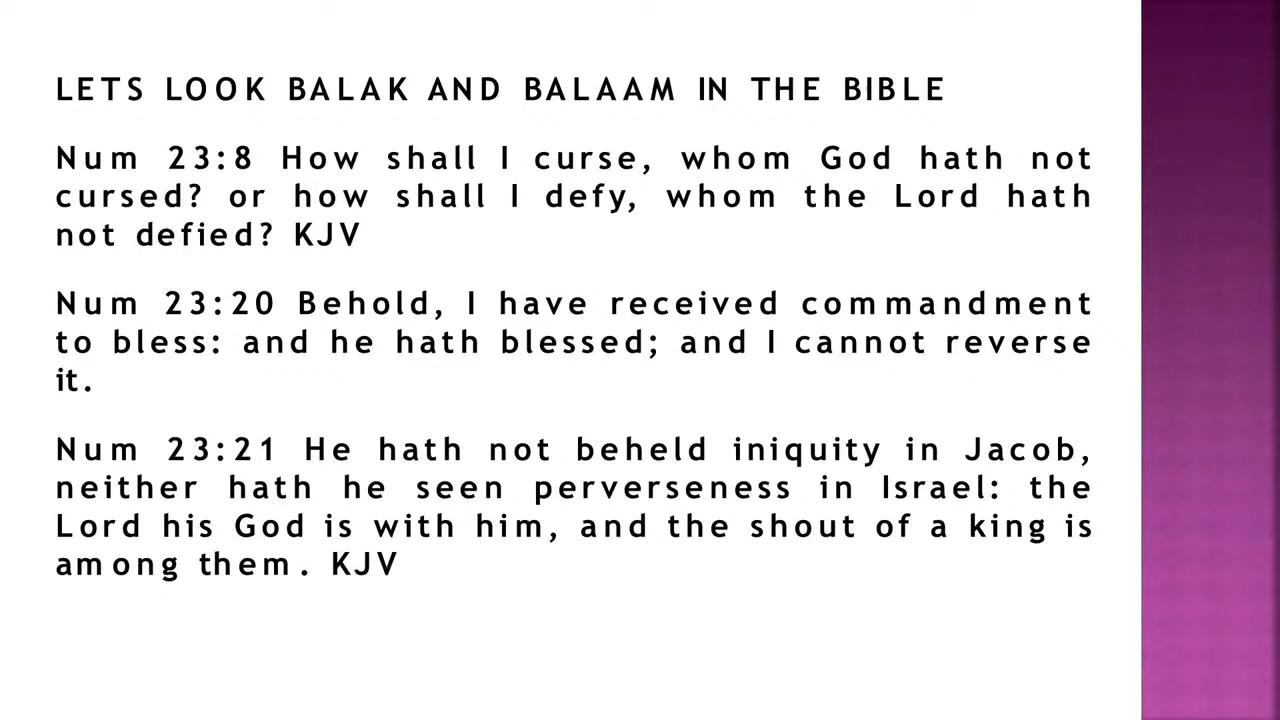 LETS LOOK BALAK AND BALAAM IN THE BIBLE
Num 23:8 How shall I curse, whom God hath not
cursed? or how shall I defy, whom the Lord hath
not defied? KJV
Num 23:20 Behold, I have received commandment
to bless: and he hath blessed; and I cannot reverse
it.
Num 23:21 He hath not beheld iniquity in Jacob,
neither hath he seen perverseness in Israel: the
Lord his God is with him, and the shout of a king is
among them. KJV